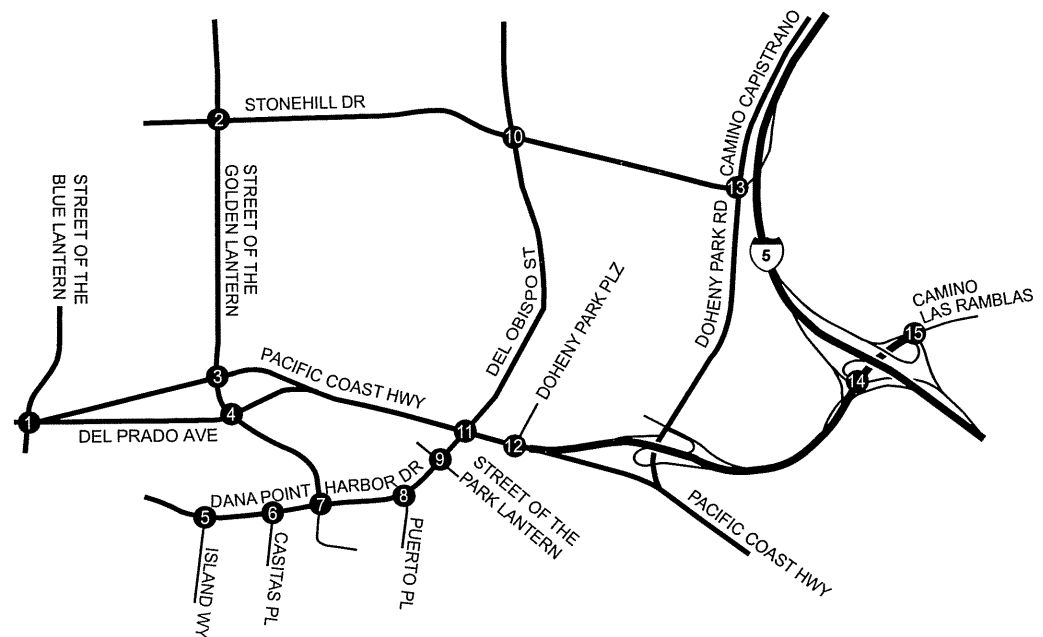 CAMINO CAPISTRANO
STONEHILL DR
2
10
13
STREET OF THE
BLUE LANTERN
STREET OF THE
GOLDEN LANTERN
DOHENY PARK RD
5
DEL OBISPO ST
DOHENY PARK PLZ
CAMINO
LAS RAMBLAS
15
14
3
PACIFIC COAST HWY
1
4
DEL PRADO AVE
11
12
9
STREET OF THE
PARK LANTERN
DANA POINT HARBOR DR
5
6
7
8
PACIFIC COAST HWY
ISLAND WY
CASITAS PL
PUERTO PL